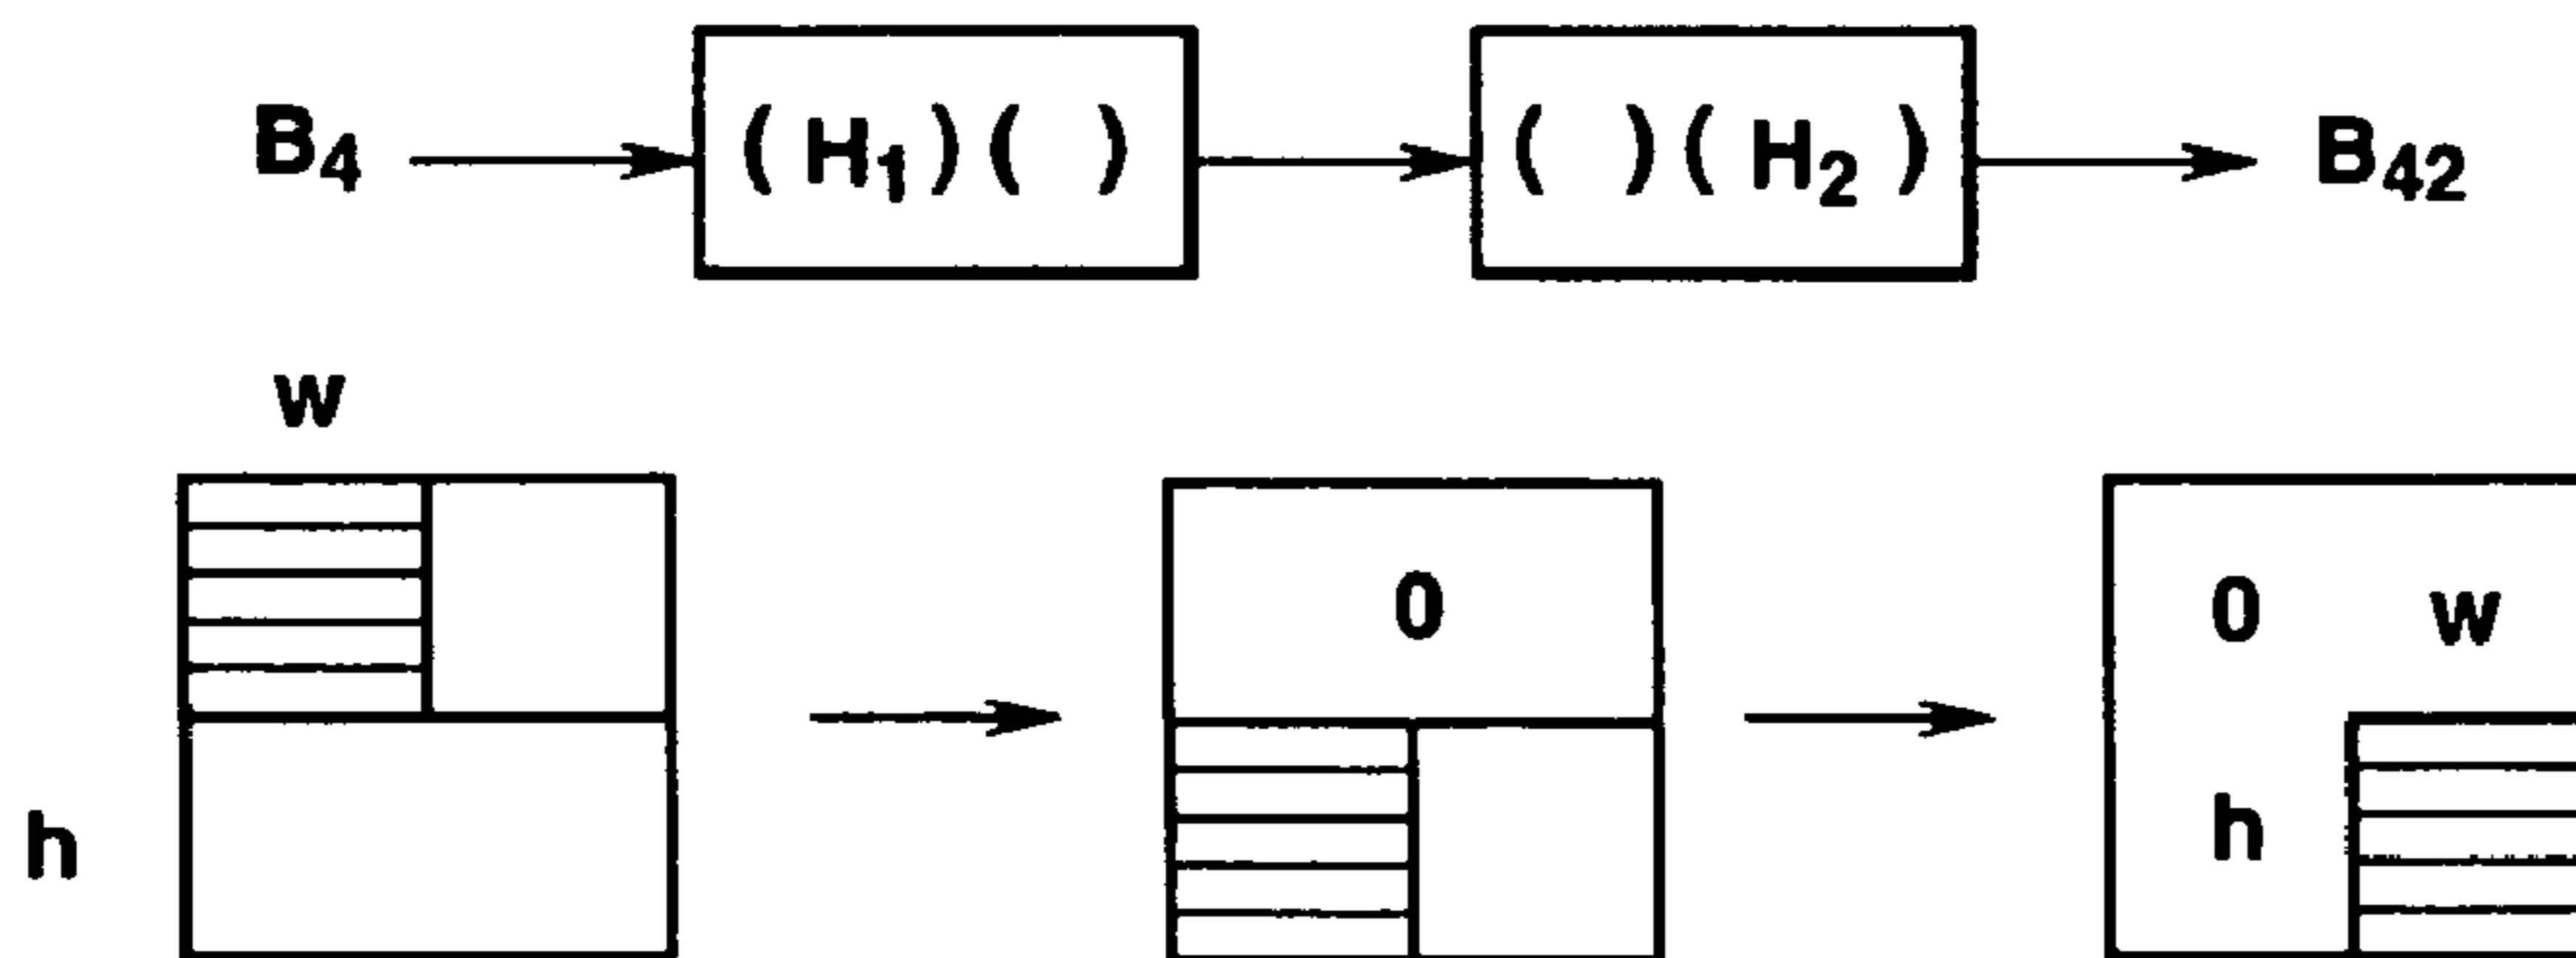 B₄ (H₁)( ) ( )(H₂) B₄₂
w
0
0 w
h
h